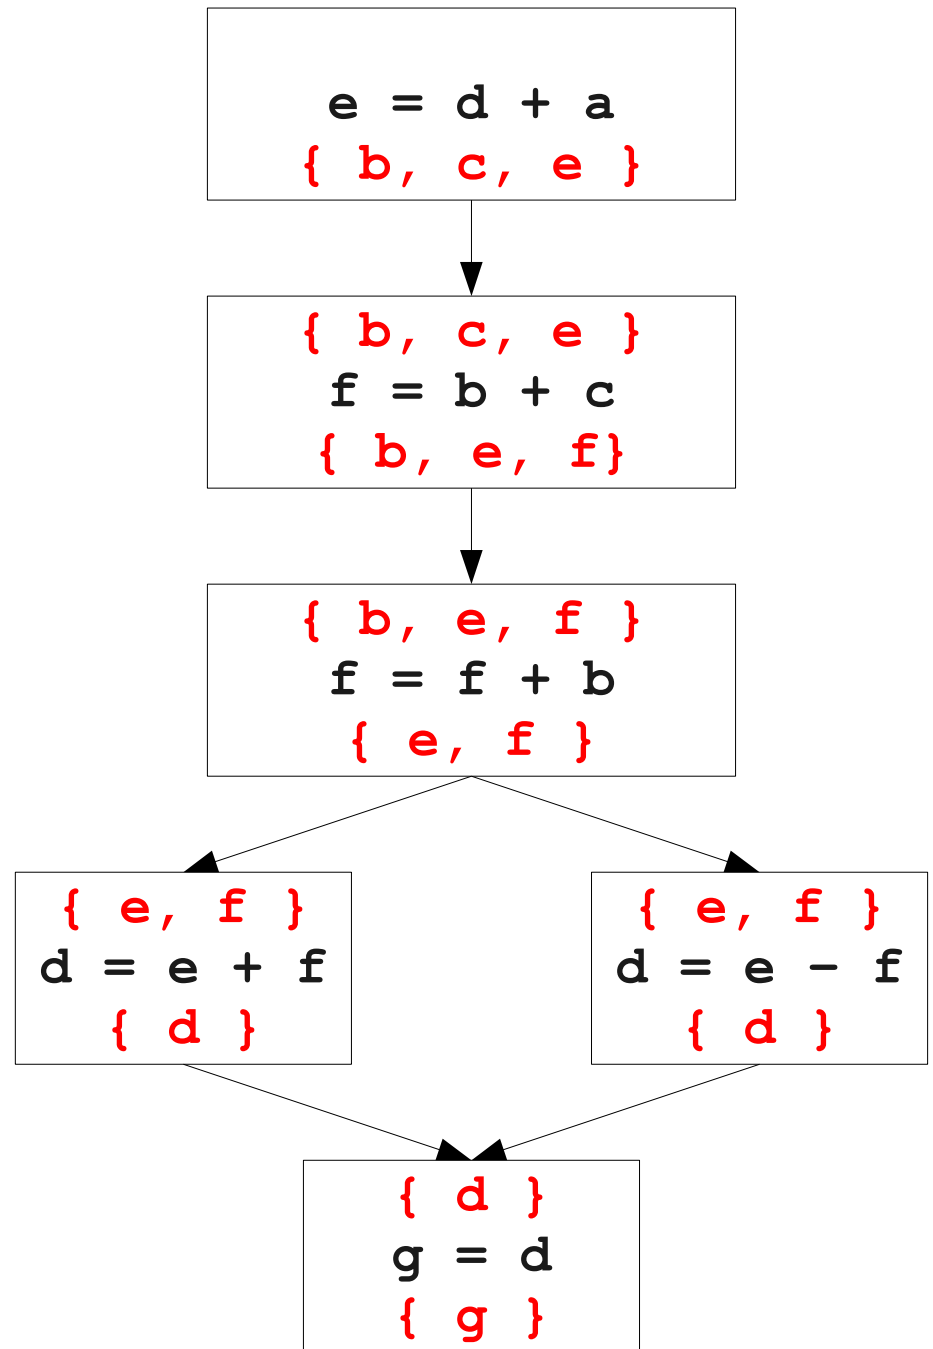 e = d + a
{ b, c, e }
{ b, c, e }
f = b + c
{ b, e, f}
{ b, e, f }
f = f + b
{ e, f }
{ e, f }
d = e + f
{ d }
{ e, f }
d = e - f
{ d }
{ d }
g = d
{ g }